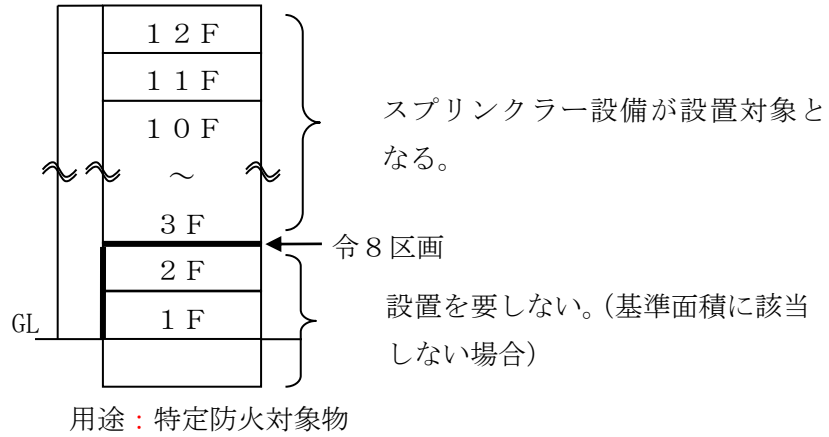 １２Ｆ
１１Ｆ
１０Ｆ
～
３Ｆ
２Ｆ
１Ｆ
GL
スプリンクラー設備が設置対象と
なる。
令８区画
設置を要しない。（基準面積に該当
しない場合）
用途：特定防火対象物